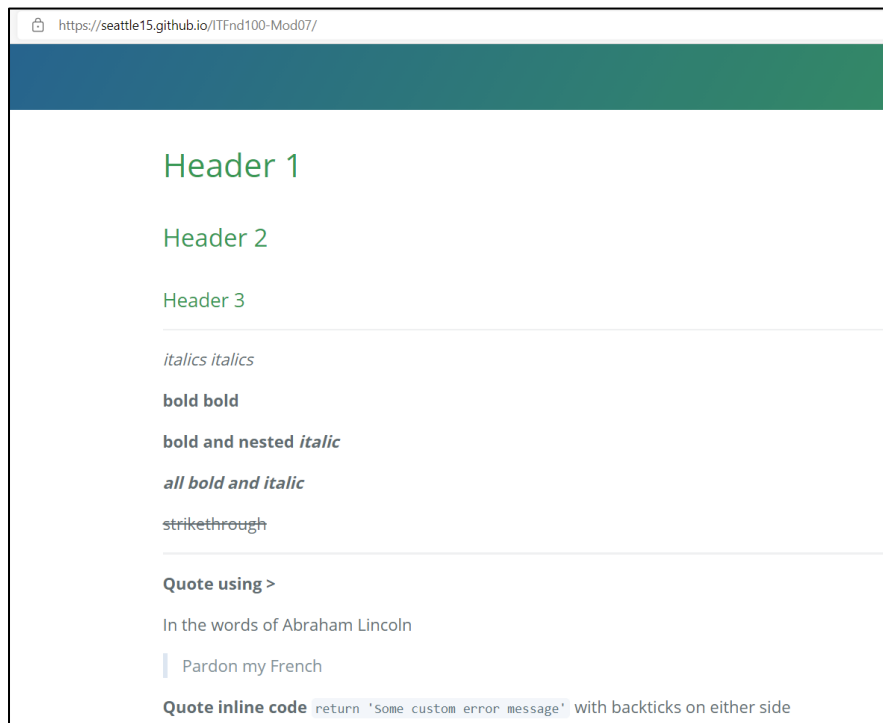 https://seattle15.github.io/ITFnd100-Mod07/
Header 1
Header 2
Header 3
italics italics
bold bold
bold and nested italic
all bold and italic
strikethrough
Quote using >
In the words of Abraham Lincoln
Pardon my French
Quote inline code return 'Some custom error message' with backticks on either side